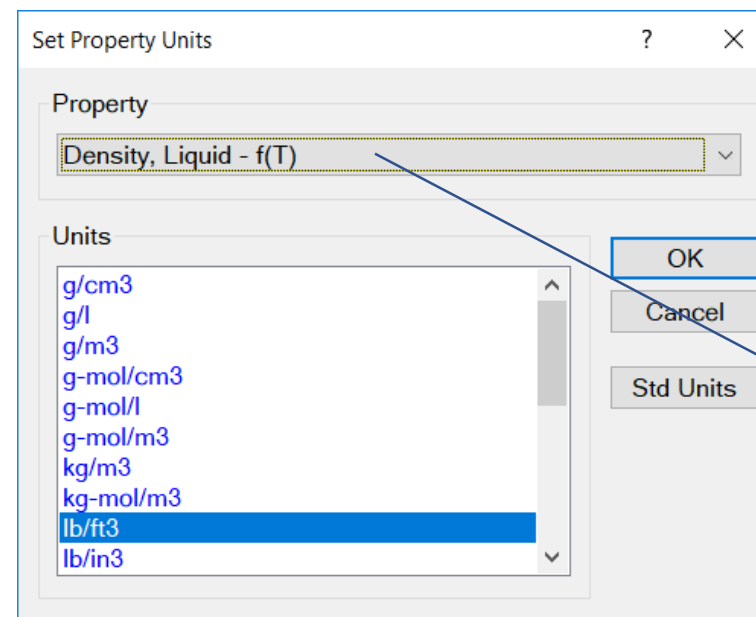 Set Property Units
?
Property
Density, Liquid - f(T)
Units
g/cm3
g/l
g/m3
g-mol/cm3
g-mol/l
g-mol/m3
kg/m3
kg-mol/m3
lb/ft3
lb/in3
OK
Cancel
Std Units